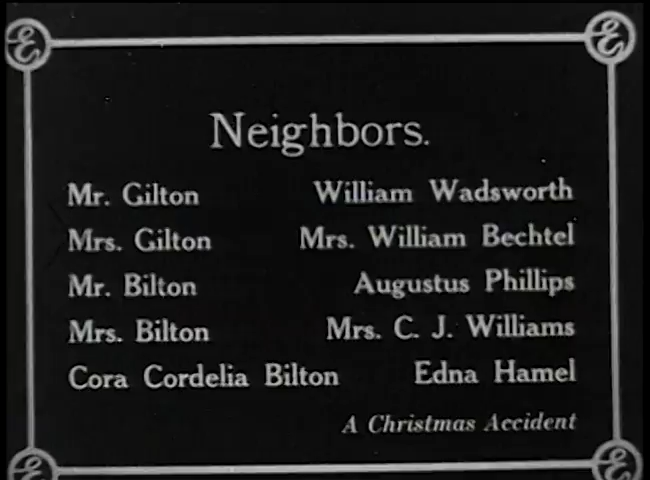 Neighbors.
Mr. Gilton William Wadsworth
Mrs. Gilton Mrs. William Bechtel
Mr. Bilton Augustus Phillips
Mrs. Bilton Mrs. C. J. Williams
Cora Cordelia Bilton Edna Hamel
A Christmas Accident